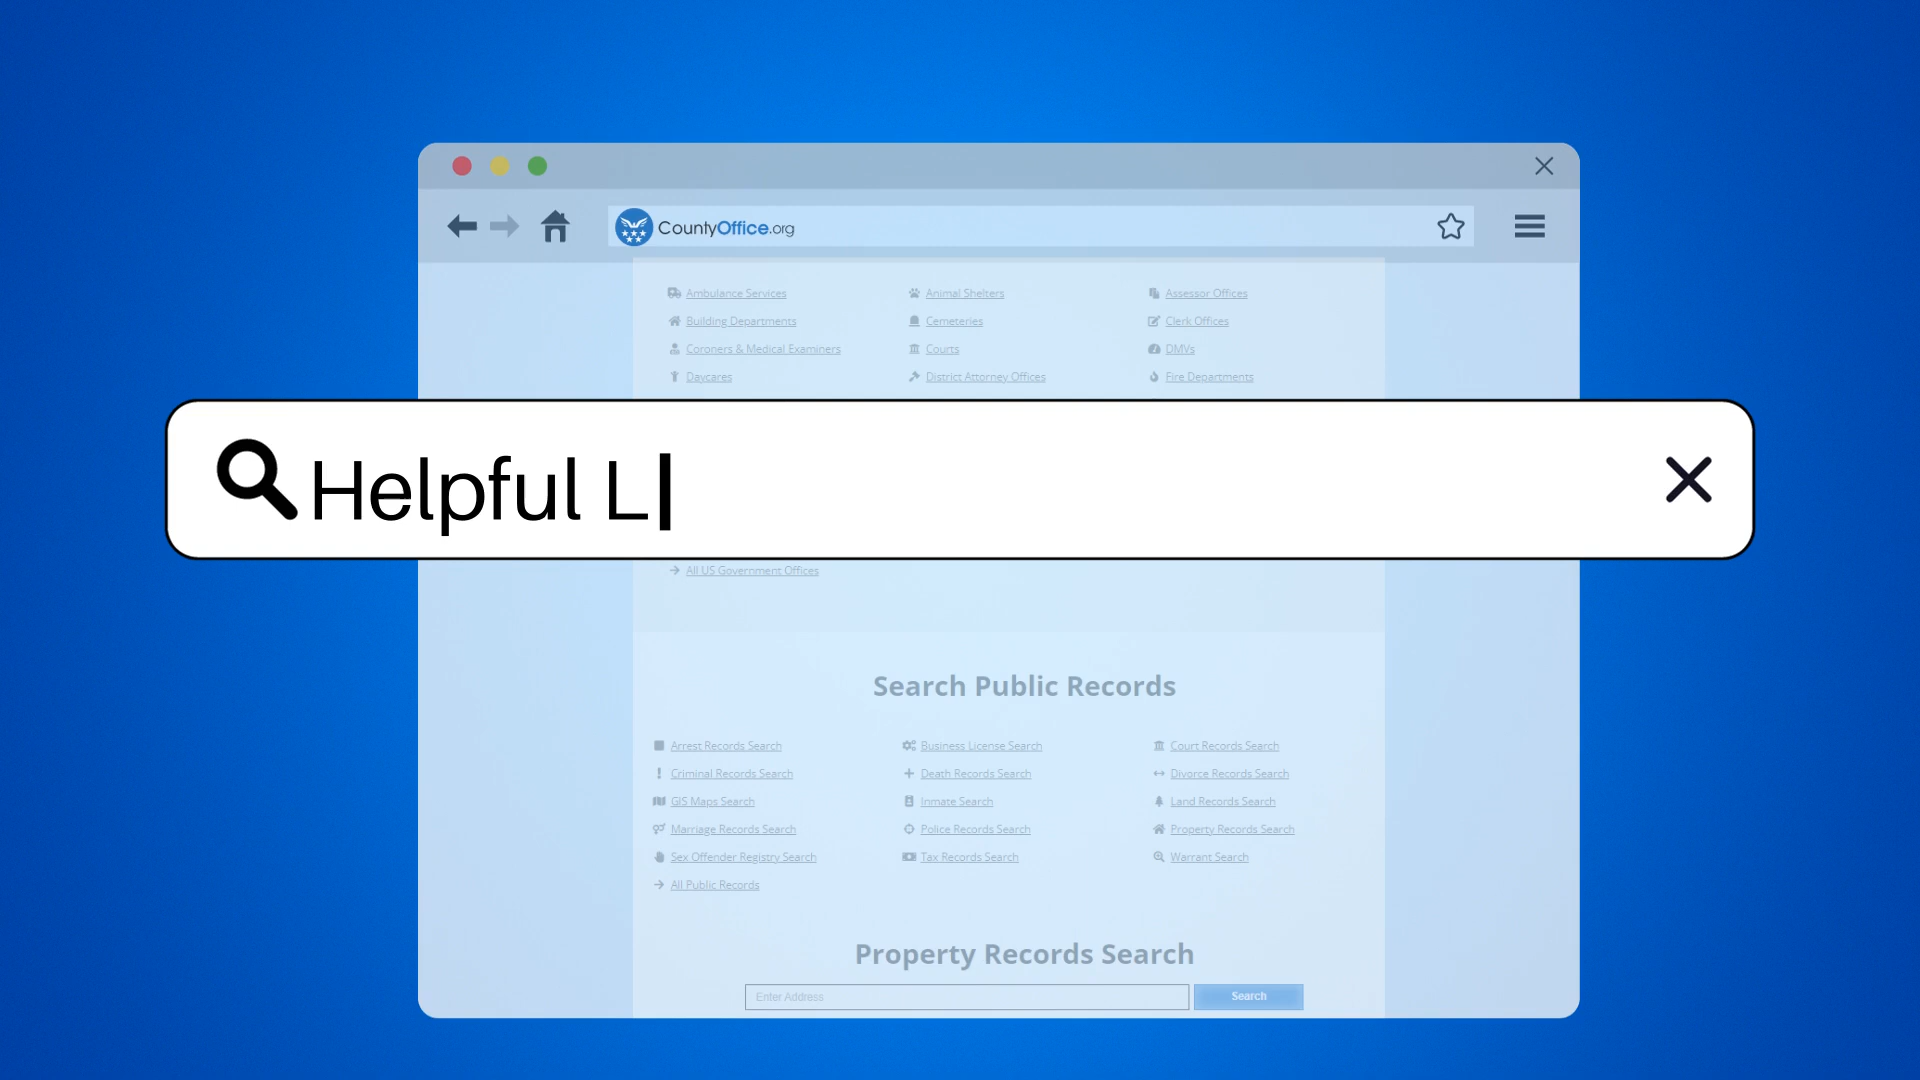 CountyOffice.org
Ambulance Services Animal Shelters Assessor Offices
Building Departments Cemeteries Clerk Offices
Coroners & Medical Examiners Courts DMVs
Daycares District Attorney Offices Fire Departments
Helpful L
All US Government Offices
Search Public Records
Arrest Records Search Business License Search Court Records Search
Criminal Records Search Death Records Search Divorce Records Search
GIS Maps Search Inmate Search Land Records Search
Marriage Records Search Police Records Search Property Records Search
Sex Offender Registry Search Tax Records Search Warrant Search
All Public Records
Property Records Search
Enter Address Search